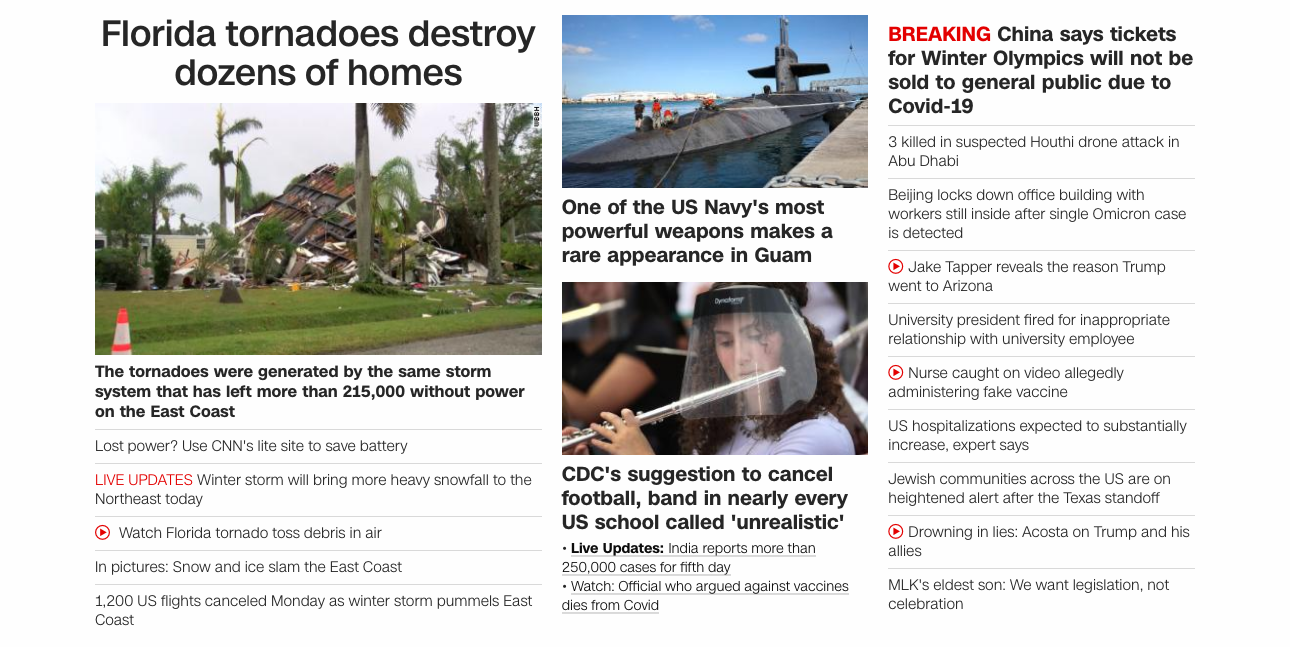 Florida tornadoes destroy
dozens of homes
WBBH
The tornadoes were generated by the same storm
system that has left more than 215,000 without power
on the East Coast
Lost power? Use CNN's lite site to save battery
LIVE UPDATES Winter storm will bring more heavy snowfall to the
Northeast today
Watch Florida tornado toss debris in air
In pictures: Snow and ice slam the East Coast
1,200 US flights canceled Monday as winter storm pummels East
Coast
One of the US Navy's most
powerful weapons makes a
rare appearance in Guam
CDC's suggestion to cancel
football, band in nearly every
US school called 'unrealistic'
• Live Updates: India reports more than
250,000 cases for fifth day
• Watch: Official who argued against vaccines
dies from Covid
BREAKING China says tickets
for Winter Olympics will not be
sold to general public due to
Covid-19
3 killed in suspected Houthi drone attack in
Abu Dhabi
Beijing locks down office building with
workers still inside after single Omicron case
is detected
Jake Tapper reveals the reason Trump
went to Arizona
University president fired for inappropriate
relationship with university employee
Nurse caught on video allegedly
administering fake vaccine
US hospitalizations expected to substantially
increase, expert says
Jewish communities across the US are on
heightened alert after the Texas standoff
Drowning in lies: Acosta on Trump and his
allies
MLK's eldest son: We want legislation, not
celebration